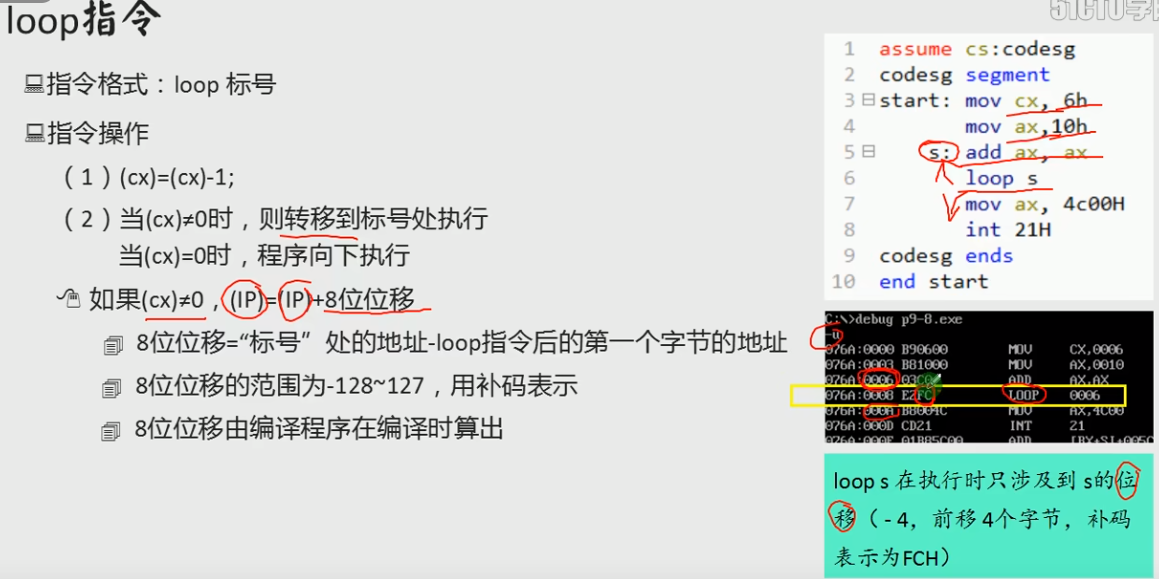 loop指令
指令格式：loop 标号
指令操作
（1）(cx)=(cx)-1;
（2）当(cx)≠0时，则转移到标号处执行
当(cx)=0时，程序向下执行
如果(cx)≠0，(IP)=(IP)+8位位移
8位位移=“标号”处的地址-loop指令后的第一个字节的地址
8位位移的范围为-128~127，用补码表示
8位位移由编译程序在编译时算出
51CTO学
1 assume cs:codesg
2 codesg segment
3 start: mov cx, 6h
4 mov ax,10h
5 s: add ax, ax
6 loop s
7 mov ax, 4c00H
8 int 21H
9 codesg ends
10 end start
C:\>debug p9-8.exe
-u
076A:0000 B90600 MOV CX,0006
076A:0003 B81000 MOV AX,0010
076A:0006 03C0 ADD AX,AX
076A:0008 E2FC LOOP 0006
076A:000A B8004C MOV AX,4C00
076A:000D CD21 INT 21
076A:000F 01B85C00 ADD [BX+SI+005C
loop s 在执行时只涉及到 s的位
移（- 4，前移 4个字节，补码
表示为FCH）